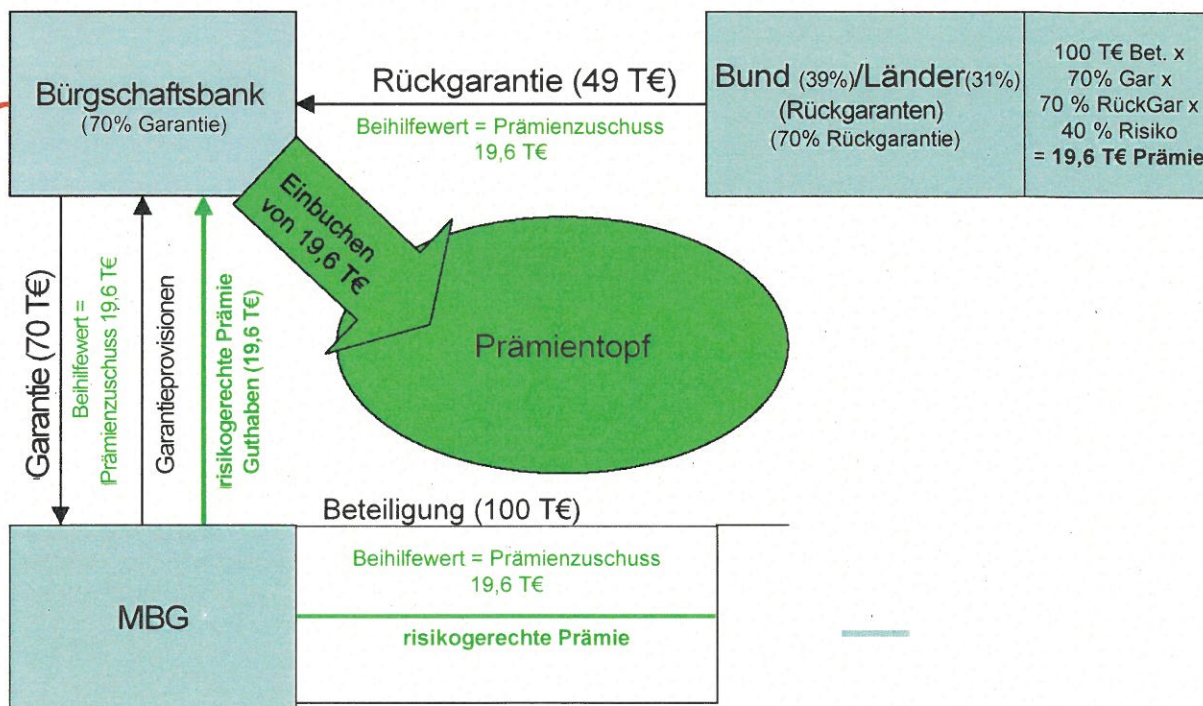 Bürgschaftsbank
(70% Garantie)
Rückgarantie (49 T€)
Beihilfewert = Prämienzuschuss
19,6 T€
Bund (39%)/Länder(31%)
(Rückgaranten)
(70% Rückgarantie)
100 T€ Bet. x
70% Gar x
70 % RückGar x
40 % Risiko
= 19,6 T€ Prämie
Einbuchen
von 19,6 T€
Prämientopf
Garantie (70 T€)
Beihilfewert =
Prämienzuschuss 19,6 T€
Garantieprovisionen
risikogerechte Prämie
Guthaben (19,6 T€)
Beteiligung (100 T€)
MBG
Beihilfewert = Prämienzuschuss
19,6 T€
risikogerechte Prämie